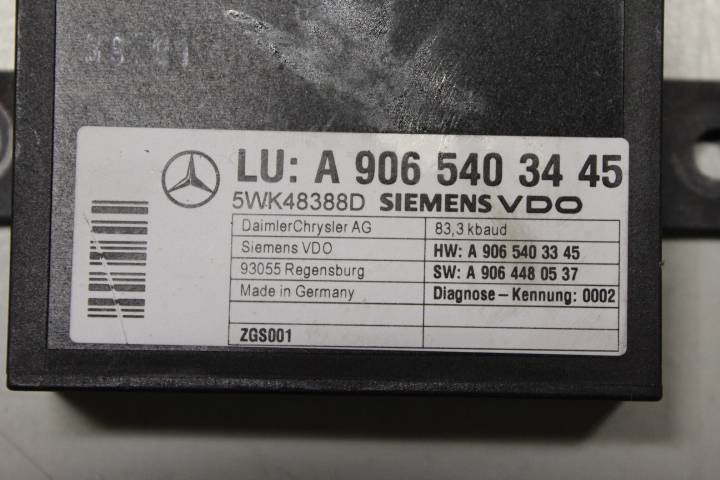 LU: A 906 540 34 45
5WK48388D SIEMENS VDO
DaimlerChrysler AG 83,3 kbaud
Siemens VDO HW: A 906 540 33 45
93055 Regensburg SW: A 906 448 05 37
Made in Germany Diagnose – Kennung: 0002
ZGS001